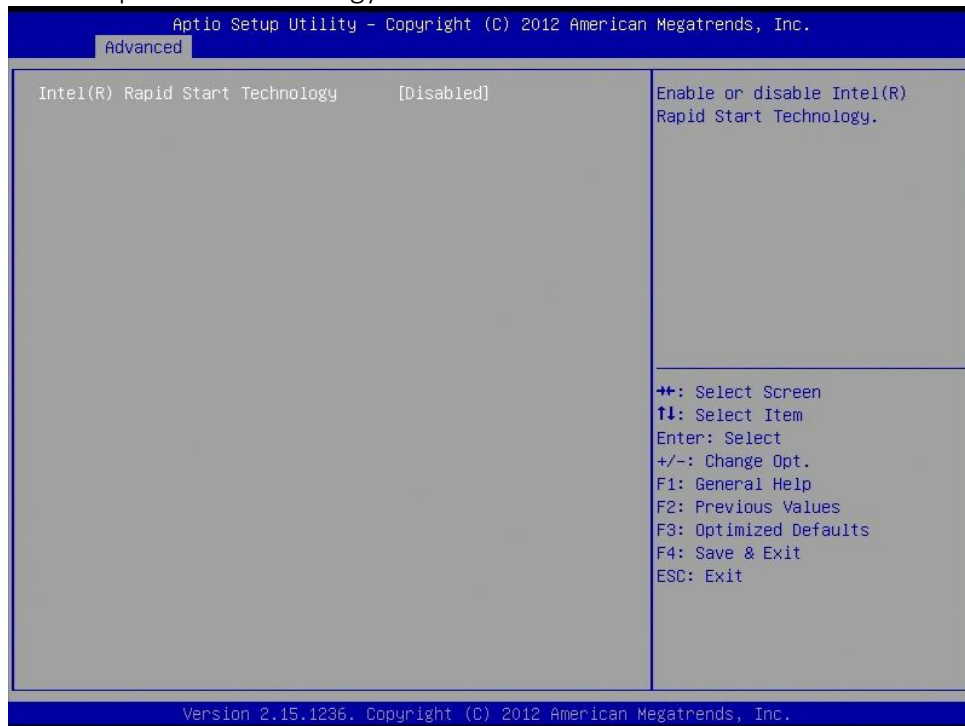 Aptio Setup Utility – Copyright (C) 2012 American Megatrends, Inc.
Advanced
Intel(R) Rapid Start Technology [Disabled]
Enable or disable Intel(R)
Rapid Start Technology.
→←: Select Screen
↑↓: Select Item
Enter: Select
+/-: Change Opt.
F1: General Help
F2: Previous Values
F3: Optimized Defaults
F4: Save & Exit
ESC: Exit
Version 2.15.1236. Copyright (C) 2012 American Megatrends, Inc.